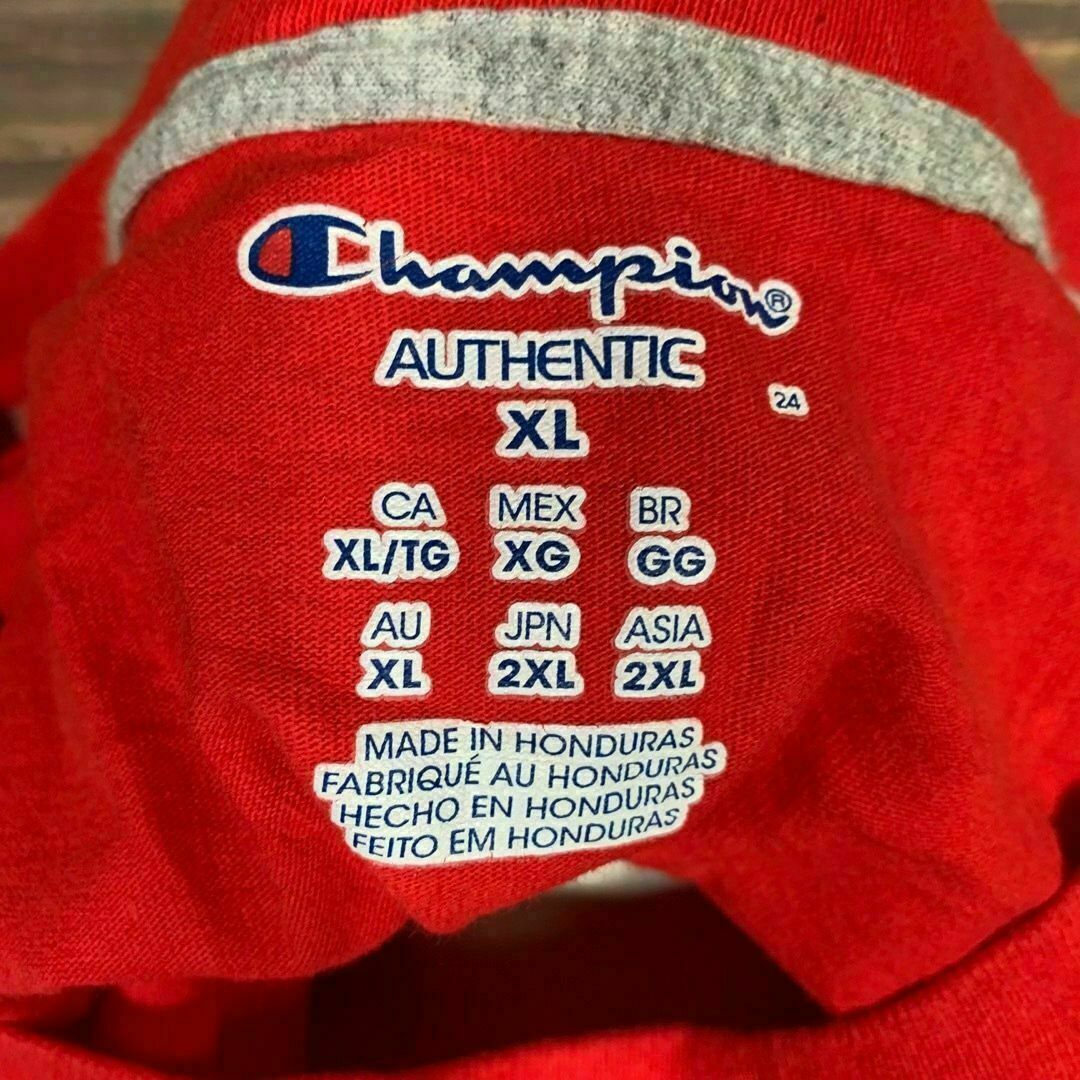 Champion®
AUTHENTIC
XL
24
CA MEX BR
XL/TG XG GG
AU JPN ASIA
XL 2XL 2XL
MADE IN HONDURAS
FABRIQUÉ AU HONDURAS
HECHO EN HONDURAS
FEITO EM HONDURAS